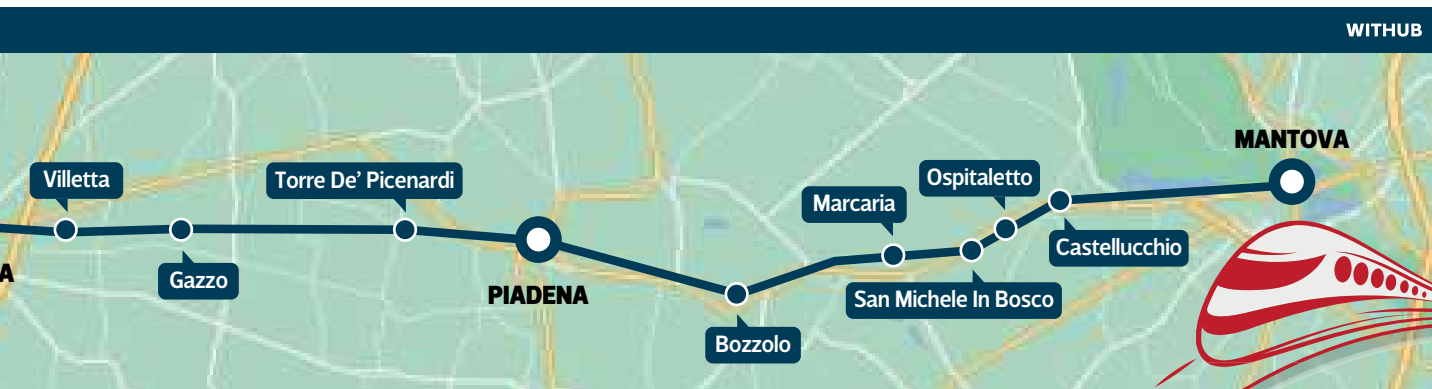 WITHUB
MANTOVA
Villetta
Torre De' Picenardi
Ospitaletto
Marcaria
Castellucchio
A
Gazzo
PIADENA
San Michele In Bosco
Bozzolo